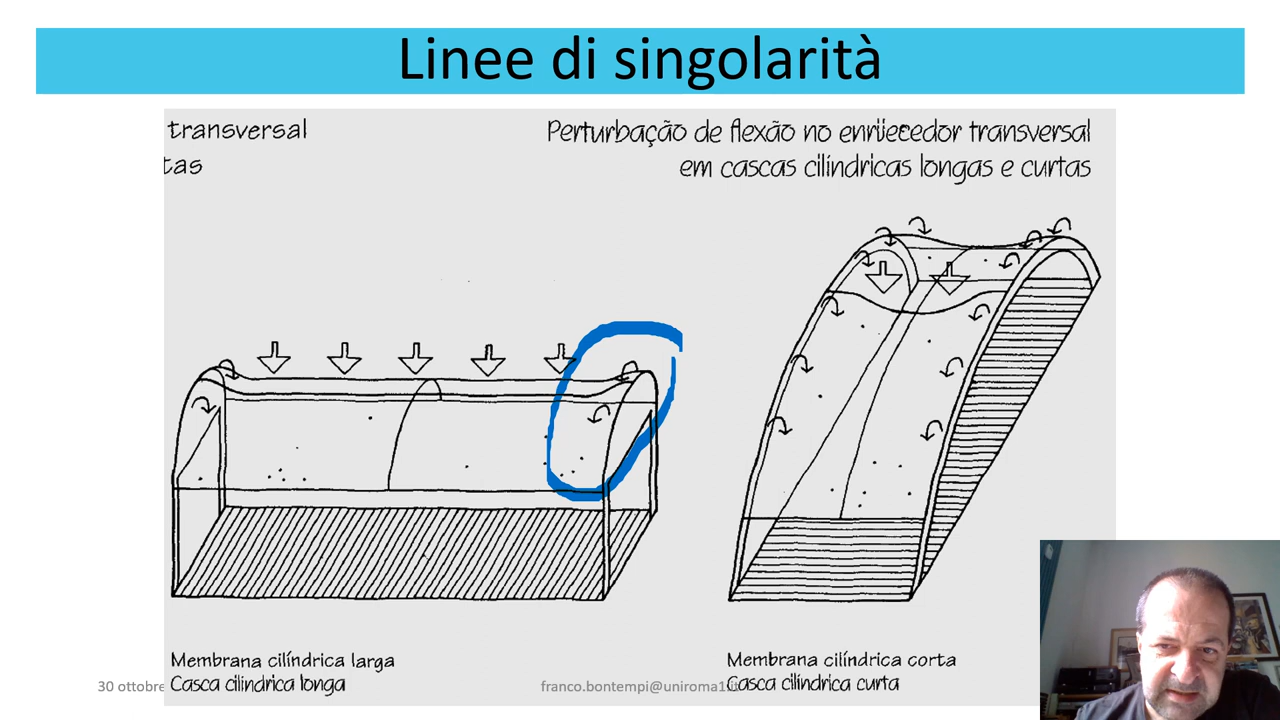 Linee di singolarità
transversal
tas
Perturbação de flexão no enrijecedor transversal
em cascas cilíndricas longas e curtas
Membrana cilíndrica larga
Casca cilíndrica longa
Membrana cilíndrica corta
Casca cilíndrica curta
30 ottobre
franco.bontempi@uniroma1.it